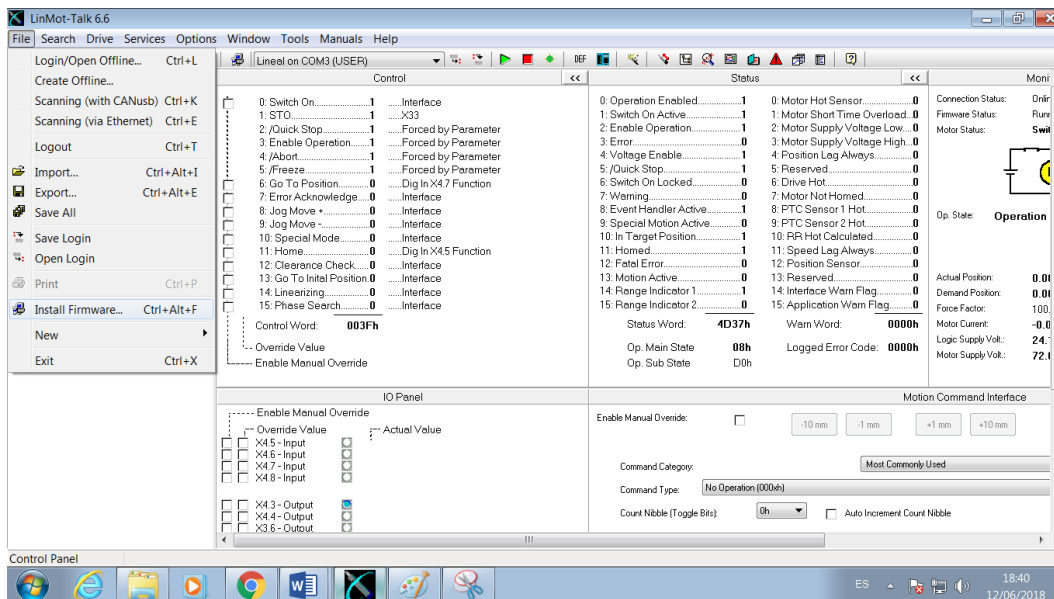 LinMot-Talk 6.6
File Search Drive Services Options Window Tools Manuals Help
Login/Open Offline... Ctrl+L
Create Offline...
Scanning (with CANusb) Ctrl+K
Scanning (via Ethernet) Ctrl+E
Logout Ctrl+T
Import... Ctrl+Alt+I
Export... Ctrl+Alt+E
Save All
Save Login
Open Login
Print Ctrl+P
Install Firmware... Ctrl+Alt+F
New
Exit Ctrl+X
Lineal on COM3 (USER) DEF
Control <<
0: Switch On....................1 ......Interface
1: STO............................1 ......X33
2: /Quick Stop.................1 ......Forced by Parameter
3: Enable Operation........1 ......Forced by Parameter
4: /Abort.........................1 ......Forced by Parameter
5: /Freeze.......................1 ......Forced by Parameter
6: Go To Position............0 ......Dig In X4.7 Function
7: Error Acknowledge....0 ......Interface
8: Jog Move +................0 ......Interface
9: Jog Move -.................0 ......Interface
10: Special Mode............0 ......Interface
11: Home.......................0 ......Dig In X4.5 Function
12: Clearance Check.....0 ......Interface
13: Go To Inital Position.0 ......Interface
14: Linearizing................0 ......Interface
15: Phase Search...........0 ......Interface
Control Word: 003Fh
Override Value
Enable Manual Override
Status <<
0: Operation Enabled.................1
1: Switch On Active...................1
2: Enable Operation..................1
3: Error.....................................0
4: Voltage Enable.....................1
5: /Quick Stop..........................1
6: Switch On Locked................0
7: Warning...............................0
8: Event Handler Active............1
9: Special Motion Active...........0
10: In Target Position................1
11: Homed................................1
12: Fatal Error...........................0
13: Motion Active......................0
14: Range Indicator 1................1
15: Range Indicator 2................0
Status Word: 4D37h
Op. Main State 08h
Op. Sub State D0h
0: Motor Hot Sensor....................0
1: Motor Short Time Overload...0
2: Motor Supply Voltage Low....0
3: Motor Supply Voltage High...0
4: Position Lag Always.............0
5: Reserved.............................0
6: Drive Hot..............................0
7: Motor Not Homed.................0
8: PTC Sensor 1 Hot.................0
9: PTC Sensor 2 Hot.................0
10: RR Hot Calculated...............0
11: Speed Lag Always..............0
12: Position Sensor...................0
13: Reserved............................0
14: Interface Warn Flag.............0
15: Application Warn Flag.........0
Warn Word: 0000h
Logged Error Code: 0000h
Connection Status:
Firmware Status:
Motor Status:
Op. State: Operation
Actual Position:
Demand Position:
Force Factor: 100.
Motor Current:
Logic Supply Volt.:
Motor Supply Volt.:
IO Panel
Enable Manual Override
Override Value Actual Value
X4.5 - Input
X4.6 - Input
X4.7 - Input
X4.8 - Input
X4.3 - Output
X4.4 - Output
X3.6 - Output
Motion Command Interface
Enable Manual Override:
-10 mm -1 mm +1 mm +10 mm
Command Category: Most Commonly Used
Command Type: No Operation (000xh)
Count Nibble (Toggle Bits): 0h Auto Increment Count Nibble
Control Panel
ES 18:40
12/06/2018